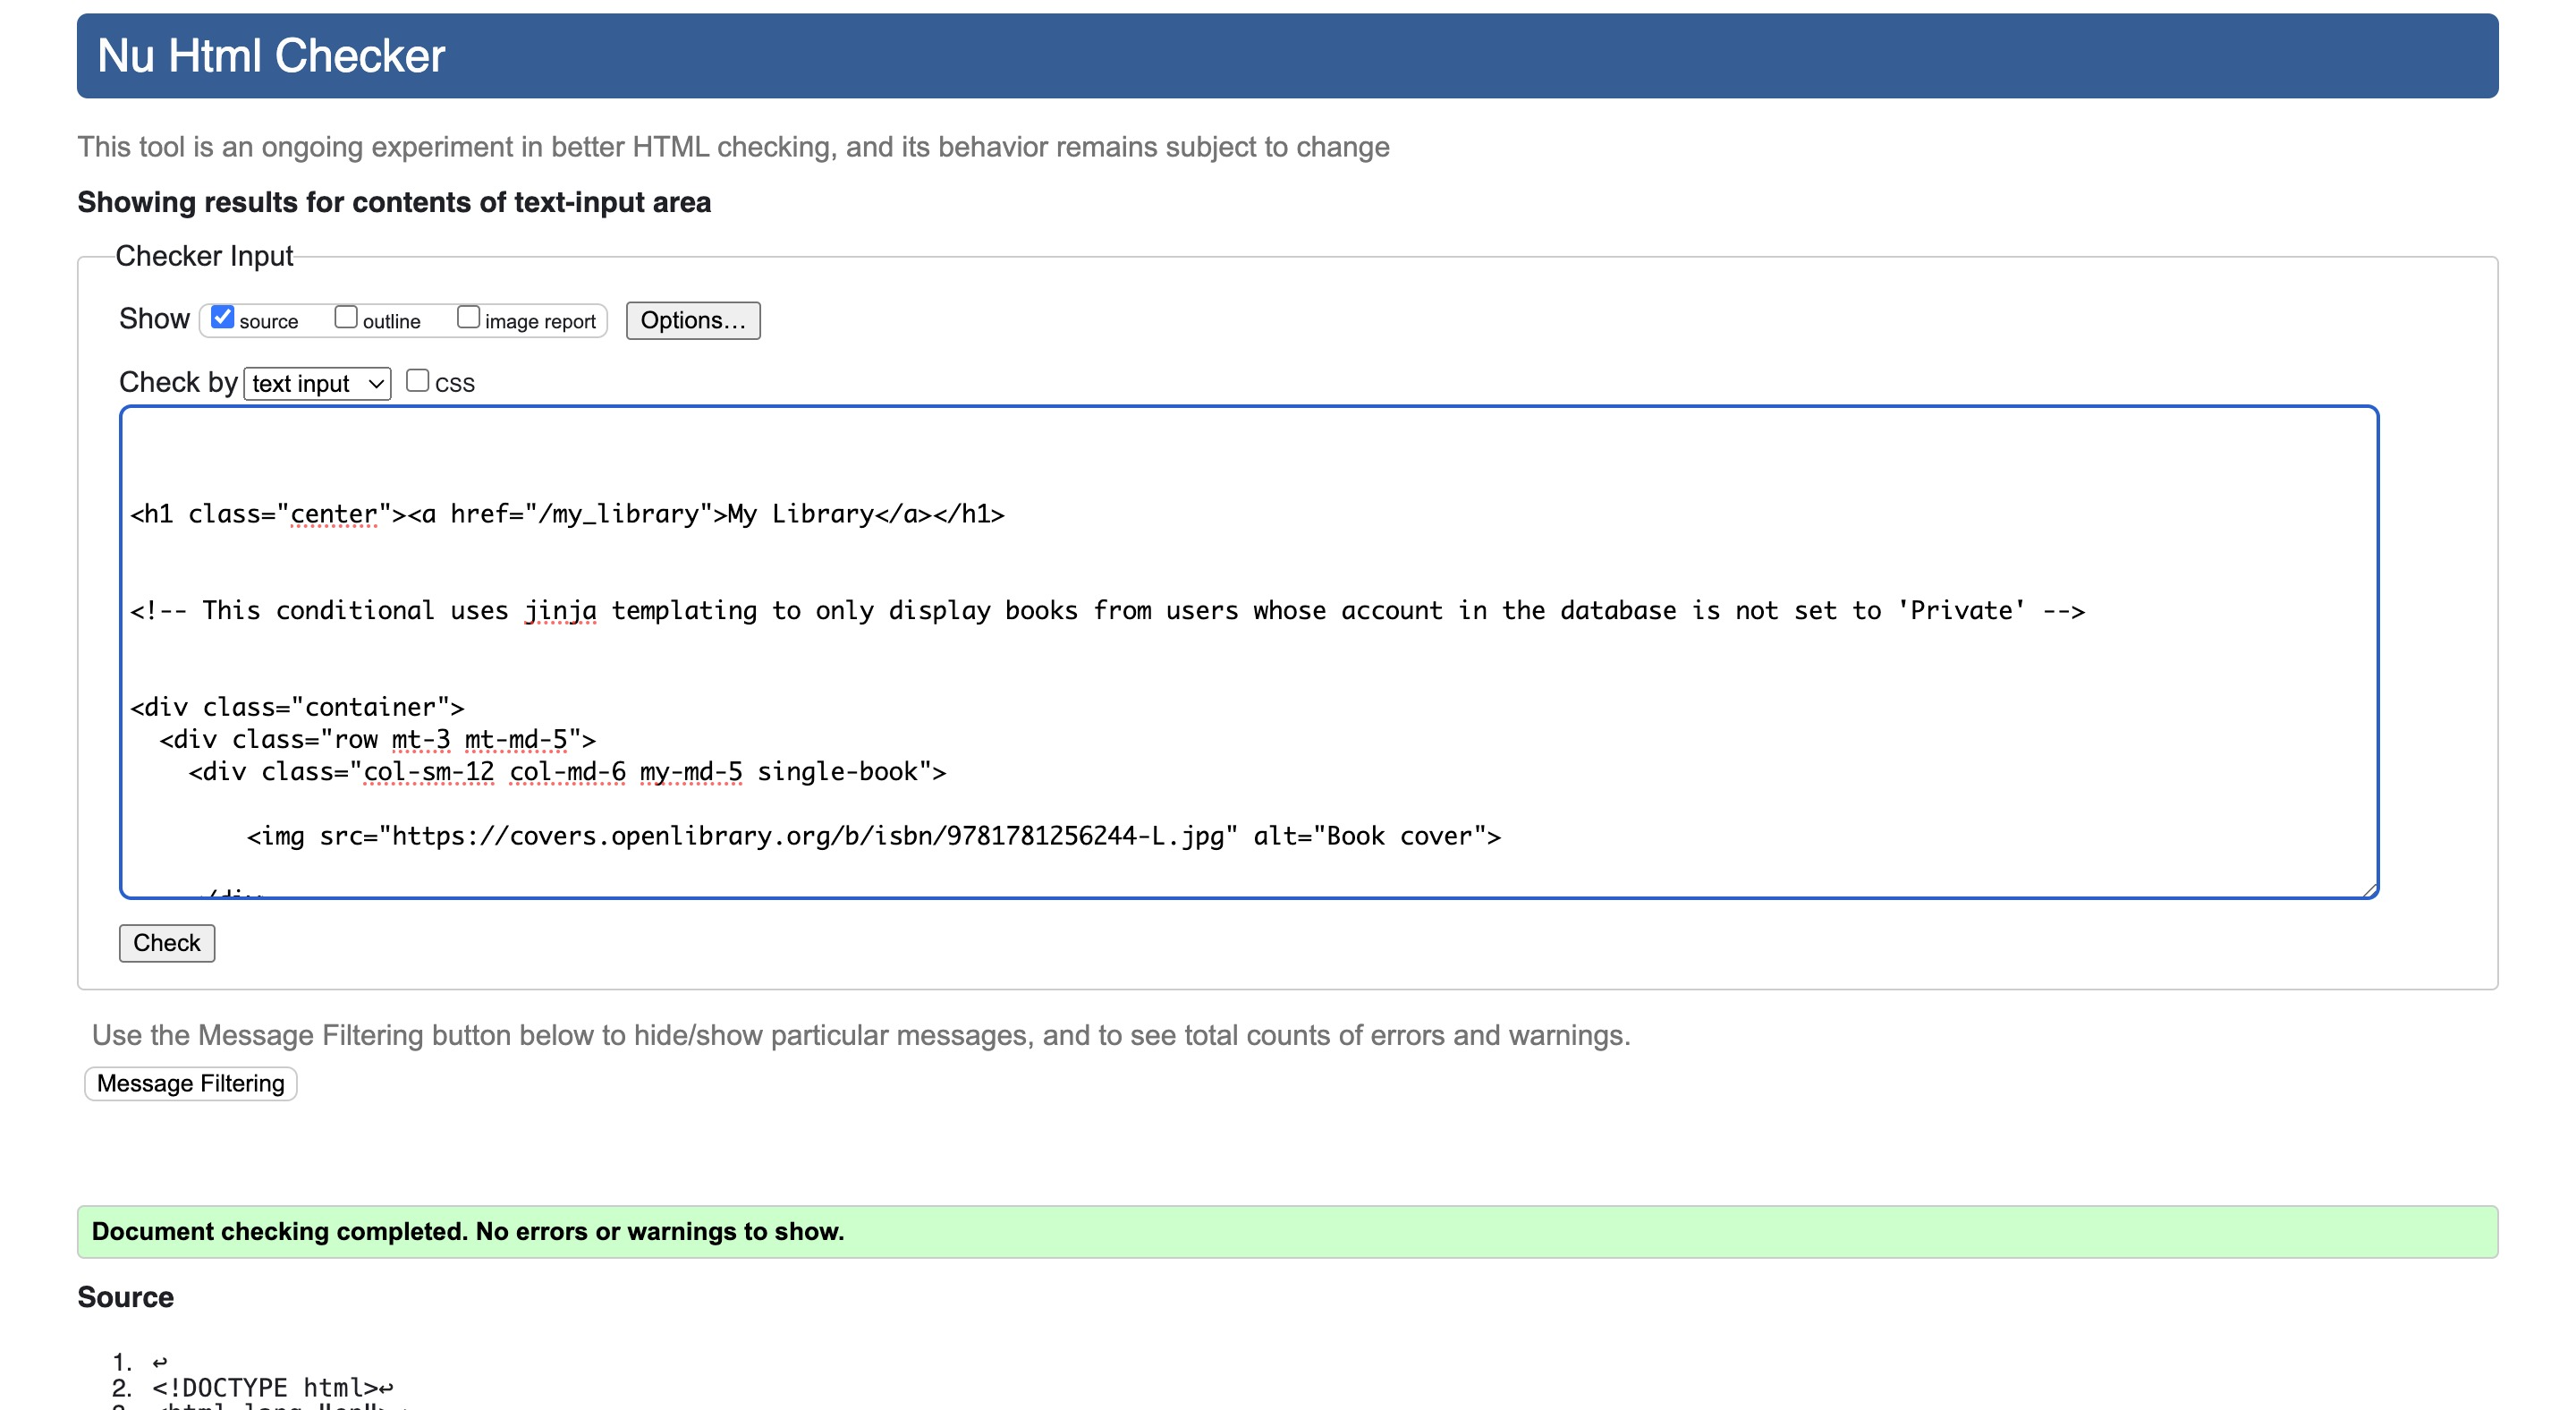 Nu Html Checker
This tool is an ongoing experiment in better HTML checking, and its behavior remains subject to change
Showing results for contents of text-input area
Checker Input
Show source outline image report Options…
Check by text input CSS
<h1 class="center"><a href="/my_library">My Library</a></h1>
<!-- This conditional uses jinja templating to only display books from users whose account in the database is not set to 'Private' -->
<div class="container">
<div class="row mt-3 mt-md-5">
<div class="col-sm-12 col-md-6 my-md-5 single-book">
<img src="https://covers.openlibrary.org/b/isbn/9781781256244-L.jpg" alt="Book cover">
Check
Use the Message Filtering button below to hide/show particular messages, and to see total counts of errors and warnings.
Message Filtering
Document checking completed. No errors or warnings to show.
Source
1. ↩
2. <!DOCTYPE html>↩